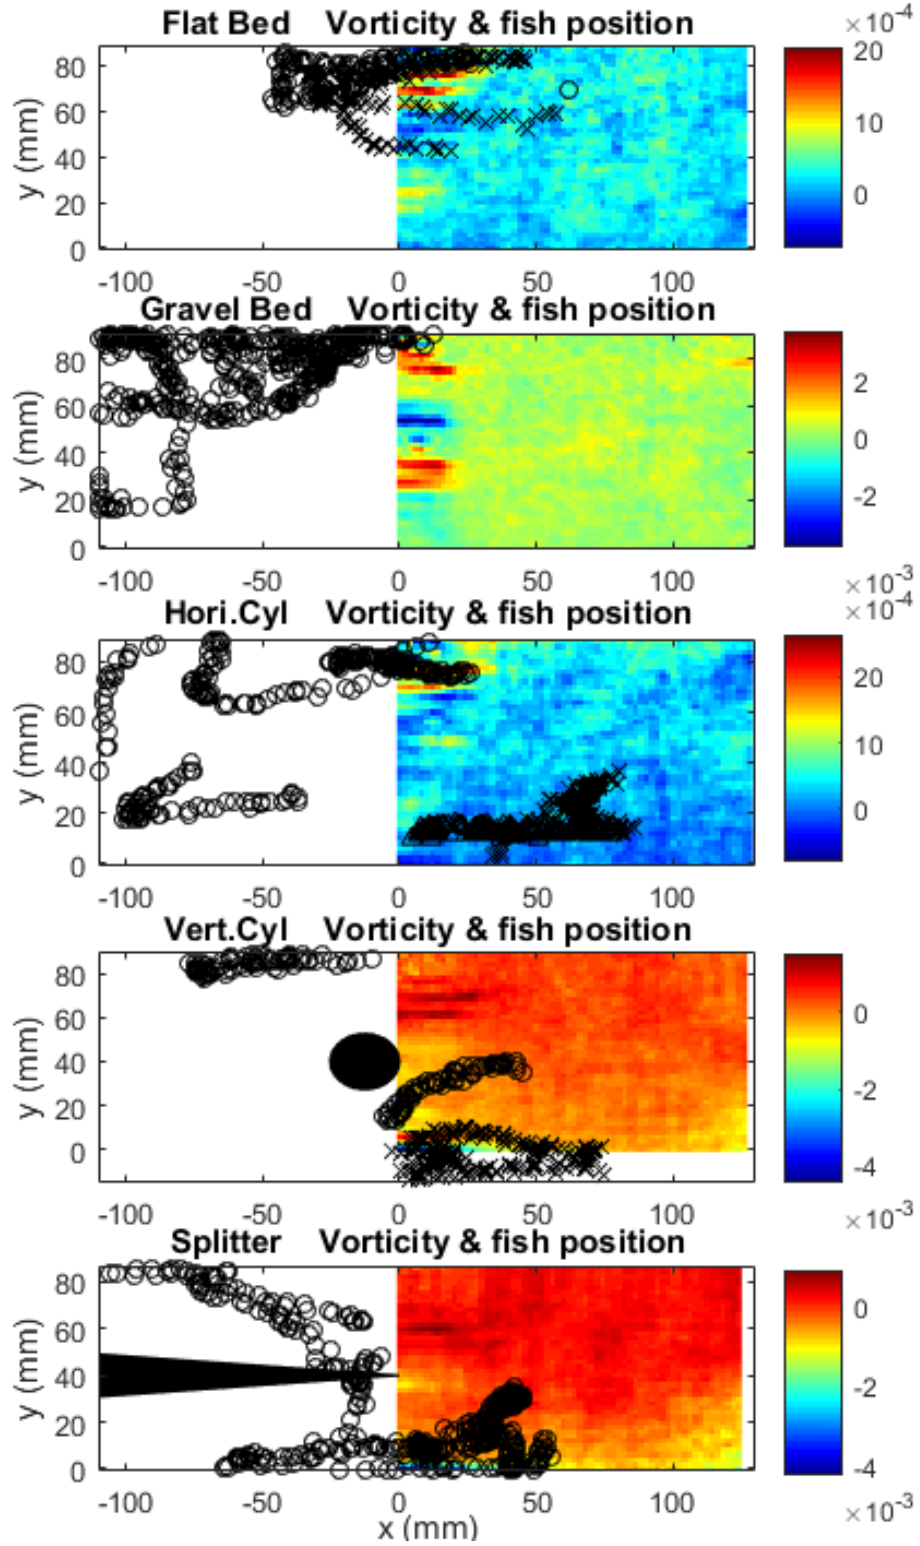 ×10-4
Flat Bed Vorticity & fish position
80
60
40
20
0
y (mm)
20
10
0
-100 -50 0 50 100
Gravel Bed Vorticity & fish position
80
60
40
20
0
y (mm)
2
0
-2
-100 -50 0 50 100
×10-3
×10-4
Hori.Cyl Vorticity & fish position
80
60
40
20
0
y (mm)
20
10
0
-100 -50 0 50 100
Vert.Cyl Vorticity & fish position
80
60
40
20
0
y (mm)
0
-2
-4
-100 -50 0 50 100
×10-3
Splitter Vorticity & fish position
80
60
40
20
0
y (mm)
0
-2
-4
-100 -50 0 50 100
x (mm)
×10-3